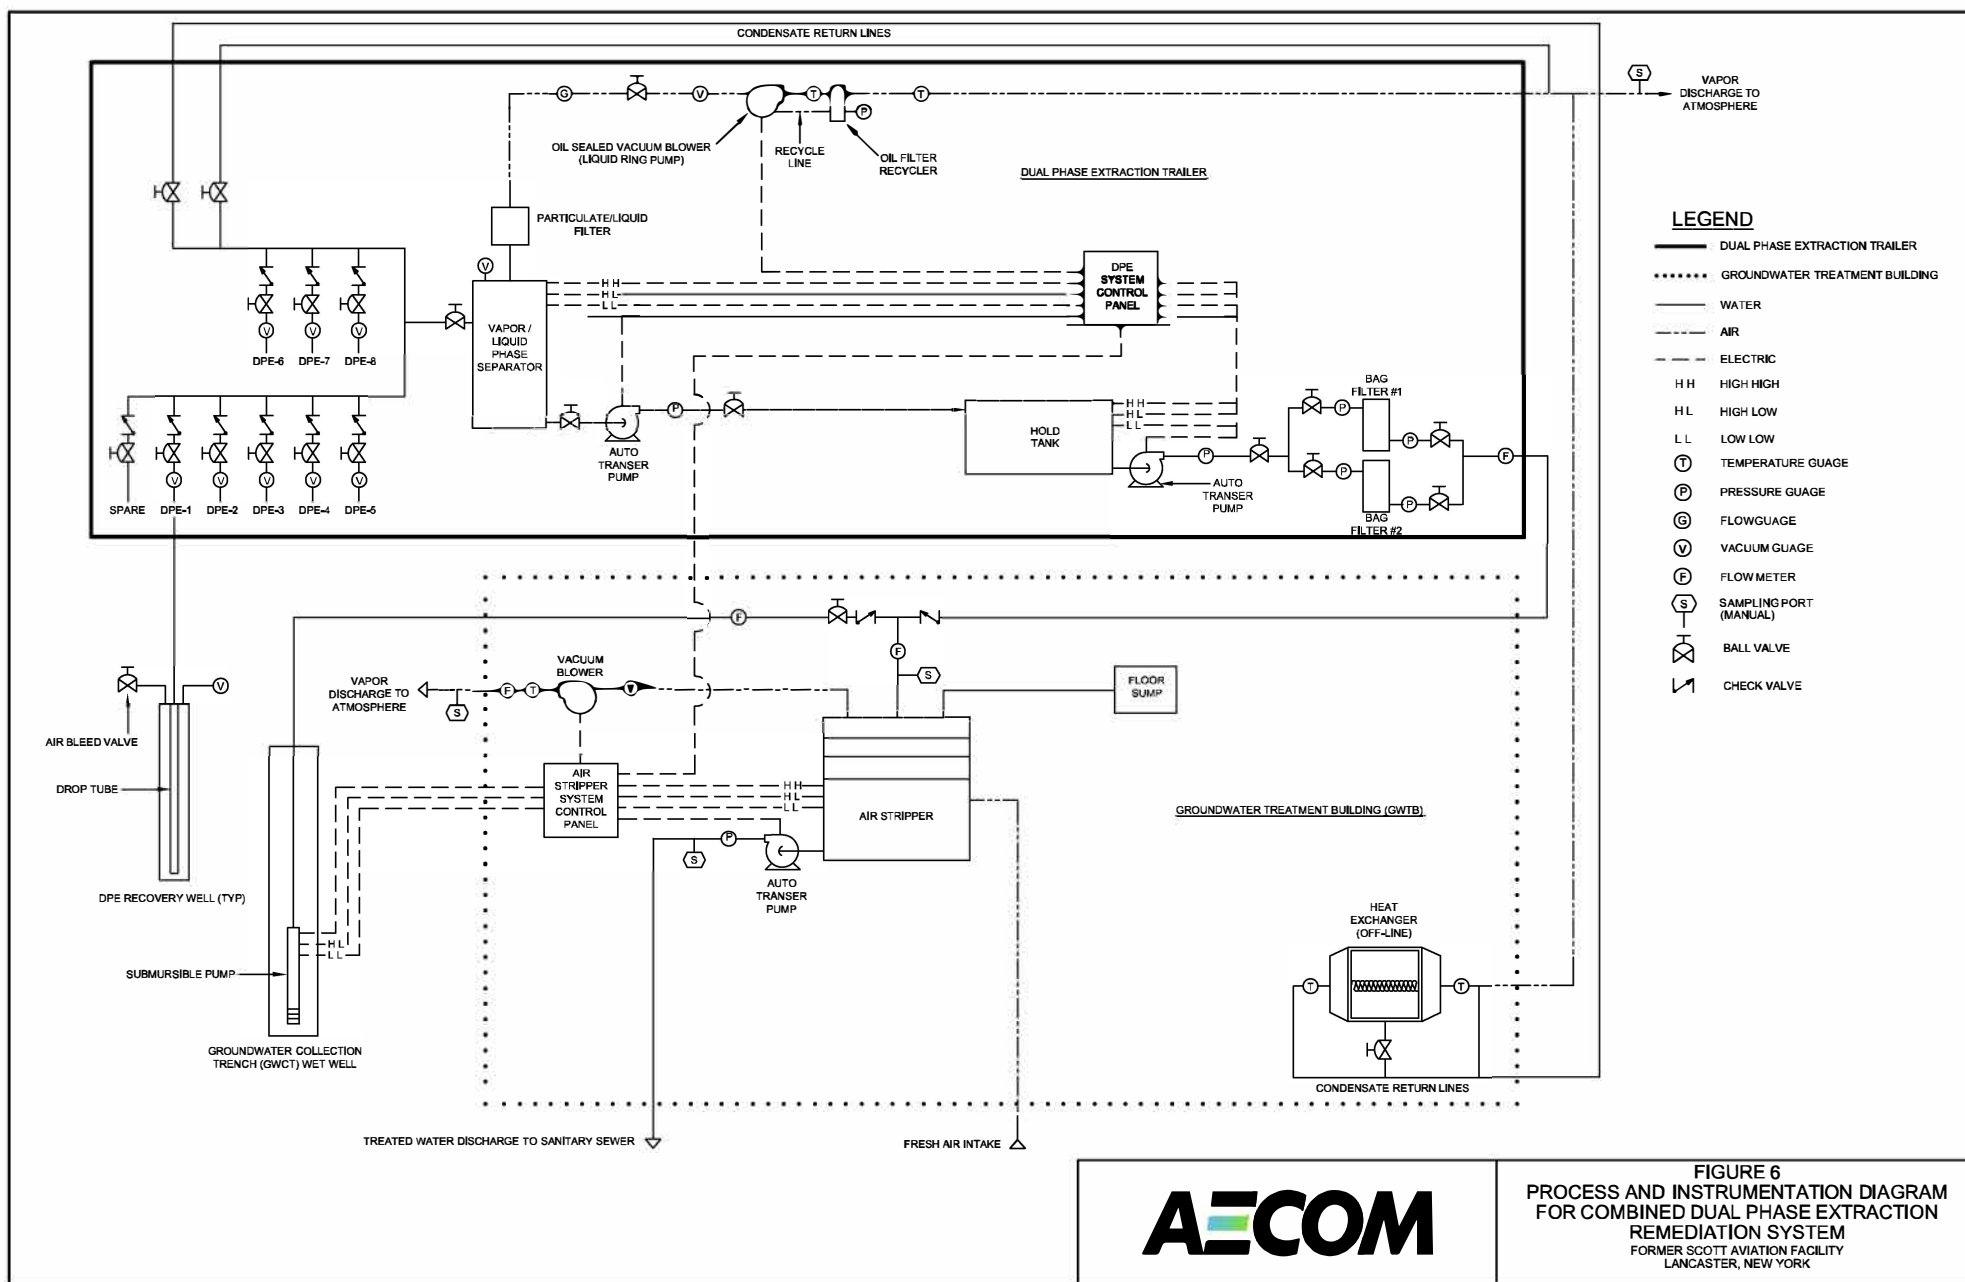 CONDENSATE RETURN LINES
G
V
T
T
S
VAPOR
DISCHARGE TO
ATMOSPHERE
P
OIL SEALED VACUUM BLOWER
(LIQUID RING PUMP)
RECYCLE
LINE
OIL FILTER
RECYCLER
DUAL PHASE EXTRACTION TRAILER
PARTICULATE/LIQUID
FILTER
V
VAPOR /
LIQUID
PHASE
SEPARATOR
H H
H L
L L
DPE
SYSTEM
CONTROL
PANEL
V
V
V
DPE-6
DPE-7
DPE-8
V
V
V
V
V
SPARE
DPE-1
DPE-2
DPE-3
DPE-4
DPE-5
P
AUTO
TRANSER
PUMP
HOLD
TANK
H H
H L
L L
P
AUTO
TRANSER
PUMP
BAG
FILTER #1
P
P
P
P
BAG
FILTER #2
F
LEGEND
DUAL PHASE EXTRACTION TRAILER
GROUNDWATER TREATMENT BUILDING
WATER
AIR
ELECTRIC
H H HIGH HIGH
H L HIGH LOW
L L LOW LOW
T TEMPERATURE GUAGE
P PRESSURE GUAGE
G FLOWGUAGE
V VACUUM GUAGE
F FLOW METER
S SAMPLING PORT
(MANUAL)
BALL VALVE
CHECK VALVE
F
F
S
VACUUM
BLOWER
VAPOR
DISCHARGE TO
ATMOSPHERE
S
F
T
FLOOR
SUMP
V
AIR BLEED VALVE
DROP TUBE
DPE RECOVERY WELL (TYP)
AIR
STRIPPER
SYSTEM
CONTROL
PANEL
H H
H L
L L
AIR STRIPPER
P
S
AUTO
TRANSER
PUMP
GROUNDWATER TREATMENT BUILDING (GWTB)
H L
L L
SUBMURSIBLE PUMP
GROUNDWATER COLLECTION
TRENCH (GWCT) WET WELL
HEAT
EXCHANGER
(OFF-LINE)
T
T
CONDENSATE RETURN LINES
TREATED WATER DISCHARGE TO SANITARY SEWER
FRESH AIR INTAKE
AECOM
FIGURE 6
PROCESS AND INSTRUMENTATION DIAGRAM
FOR COMBINED DUAL PHASE EXTRACTION
REMEDIATION SYSTEM
FORMER SCOTT AVIATION FACILITY
LANCASTER, NEW YORK